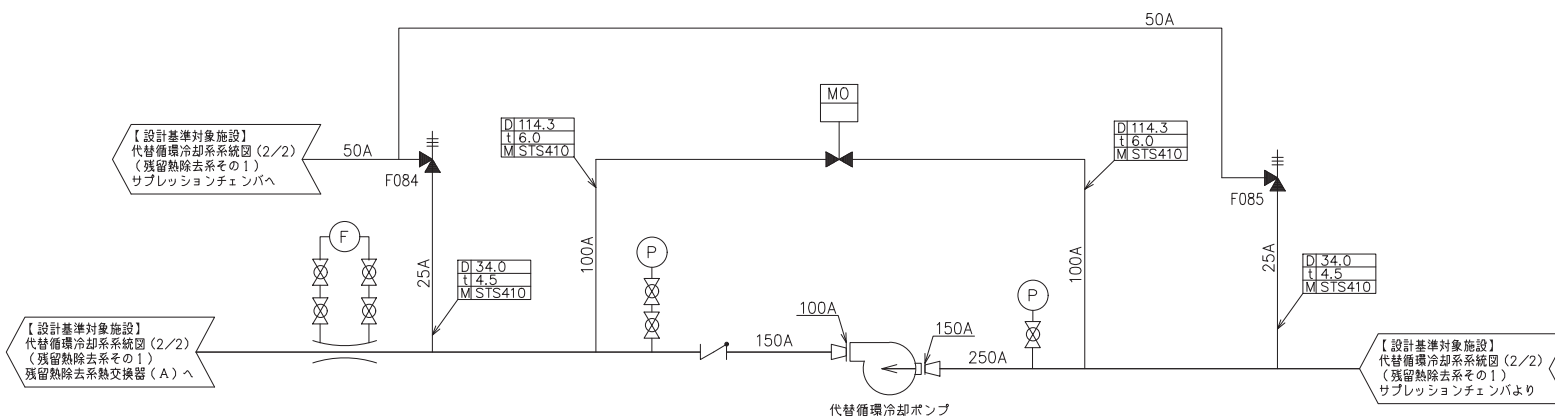 50A
50A
MO
【設計基準対象施設】
代替循環冷却系系統図(2/2)
(残留熱除去系その1)
サプレッションチェンバへ
50A
F084
D 114.3
t 6.0
M STS410
D 114.3
t 6.0
M STS410
F085
F
25A
100A
P
100A
25A
D 34.0
t 4.5
M STS410
D 34.0
t 4.5
M STS410
P
【設計基準対象施設】
代替循環冷却系系統図(2/2)
(残留熱除去系その1)
残留熱除去系熱交換器(A)へ
150A
100A
150A
250A
代替循環冷却ポンプ
【設計基準対象施設】
代替循環冷却系系統図(2/2)
(残留熱除去系その1)
サプレッションチェンバより